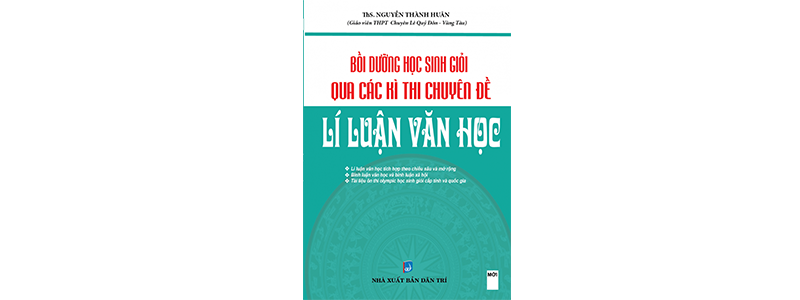 ThS. NGUYỄN THÀNH HUÂN
(Giáo viên THPT Chuyên Lê Quý Đôn - Vũng Tàu)
BỒI DƯỠNG HỌC SINH GIỎI
QUA CÁC KÌ THI CHUYÊN ĐỀ
LÍ LUẬN VĂN HỌC
Lí luận văn học tích hợp theo chiều sâu và mở rộng
Bình luận văn học và bình luận xã hội
Tài liệu ôn thi olympic học sinh giỏi cấp tỉnh và quốc gia
MỚI
NHÀ XUẤT BẢN DÂN TRÍ